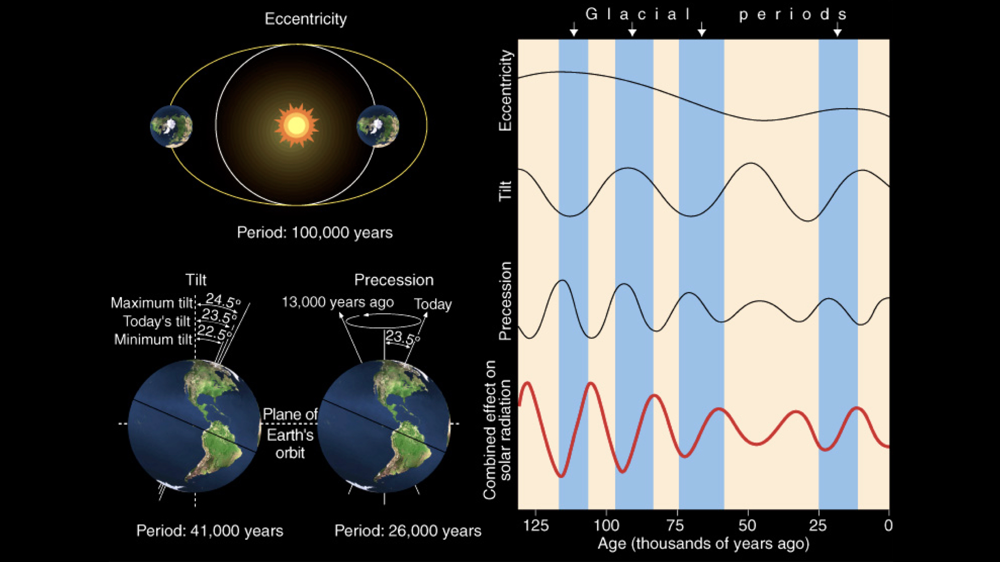 Eccentricity
Period: 100,000 years
Tilt
Maximum tilt 24.5°
Today's tilt 23.5°
Minimum tilt 22.5°
Period: 41,000 years
Precession
13,000 years ago
Today
23.5°
Plane of
Earth's
orbit
Period: 26,000 years
Glacial periods
Eccentricity
Tilt
Precession
Combined effect on
solar radiation
125 100 75 50 25 0
Age (thousands of years ago)